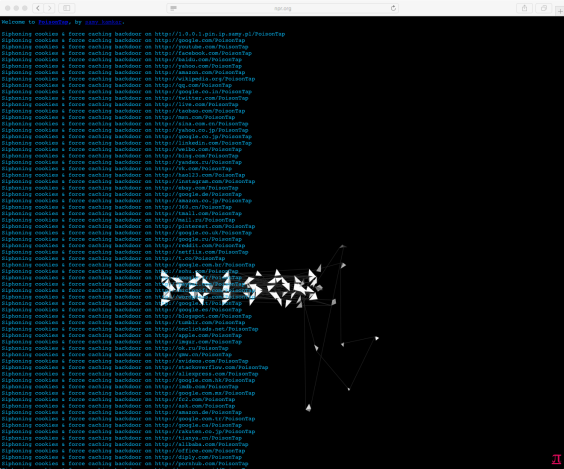 npr.org
Welcome to PoisonTap, by samy kamkar.
Siphoning cookies & force caching backdoor on http://1.0.0.1.pin.ip.samy.pl/PoisonTap
Siphoning cookies & force caching backdoor on http://google.com/PoisonTap
Siphoning cookies & force caching backdoor on http://youtube.com/PoisonTap
Siphoning cookies & force caching backdoor on http://facebook.com/PoisonTap
Siphoning cookies & force caching backdoor on http://baidu.com/PoisonTap
Siphoning cookies & force caching backdoor on http://yahoo.com/PoisonTap
Siphoning cookies & force caching backdoor on http://amazon.com/PoisonTap
Siphoning cookies & force caching backdoor on http://wikipedia.org/PoisonTap
Siphoning cookies & force caching backdoor on http://qq.com/PoisonTap
Siphoning cookies & force caching backdoor on http://google.co.in/PoisonTap
Siphoning cookies & force caching backdoor on http://twitter.com/PoisonTap
Siphoning cookies & force caching backdoor on http://live.com/PoisonTap
Siphoning cookies & force caching backdoor on http://taobao.com/PoisonTap
Siphoning cookies & force caching backdoor on http://msn.com/PoisonTap
Siphoning cookies & force caching backdoor on http://sina.com.cn/PoisonTap
Siphoning cookies & force caching backdoor on http://yahoo.co.jp/PoisonTap
Siphoning cookies & force caching backdoor on http://google.co.jp/PoisonTap
Siphoning cookies & force caching backdoor on http://linkedin.com/PoisonTap
Siphoning cookies & force caching backdoor on http://weibo.com/PoisonTap
Siphoning cookies & force caching backdoor on http://bing.com/PoisonTap
Siphoning cookies & force caching backdoor on http://yandex.ru/PoisonTap
Siphoning cookies & force caching backdoor on http://vk.com/PoisonTap
Siphoning cookies & force caching backdoor on http://hao123.com/PoisonTap
Siphoning cookies & force caching backdoor on http://instagram.com/PoisonTap
Siphoning cookies & force caching backdoor on http://ebay.com/PoisonTap
Siphoning cookies & force caching backdoor on http://google.de/PoisonTap
Siphoning cookies & force caching backdoor on http://amazon.co.jp/PoisonTap
Siphoning cookies & force caching backdoor on http://360.cn/PoisonTap
Siphoning cookies & force caching backdoor on http://tmall.com/PoisonTap
Siphoning cookies & force caching backdoor on http://mail.ru/PoisonTap
Siphoning cookies & force caching backdoor on http://pinterest.com/PoisonTap
Siphoning cookies & force caching backdoor on http://google.co.uk/PoisonTap
Siphoning cookies & force caching backdoor on http://google.ru/PoisonTap
Siphoning cookies & force caching backdoor on http://reddit.com/PoisonTap
Siphoning cookies & force caching backdoor on http://netflix.com/PoisonTap
Siphoning cookies & force caching backdoor on http://t.co/PoisonTap
Siphoning cookies & force caching backdoor on http://google.com.br/PoisonTap
Siphoning cookies & force caching backdoor on http://sohu.com/PoisonTap
Siphoning cookies & force caching backdoor on
Siphoning cookies & force caching backdoor on
Siphoning cookies & force caching backdoor on
Siphoning cookies & force caching backdoor on
Siphoning cookies & force caching backdoor on http://google.it/PoisonTap
Siphoning cookies & force caching backdoor on http://google.es/PoisonTap
Siphoning cookies & force caching backdoor on http://blogspot.com/PoisonTap
Siphoning cookies & force caching backdoor on http://tumblr.com/PoisonTap
Siphoning cookies & force caching backdoor on http://onclickads.net/PoisonTap
Siphoning cookies & force caching backdoor on http://apple.com/PoisonTap
Siphoning cookies & force caching backdoor on http://imgur.com/PoisonTap
Siphoning cookies & force caching backdoor on http://ok.ru/PoisonTap
Siphoning cookies & force caching backdoor on http://gmw.cn/PoisonTap
Siphoning cookies & force caching backdoor on http://xvideos.com/PoisonTap
Siphoning cookies & force caching backdoor on http://stackoverflow.com/PoisonTap
Siphoning cookies & force caching backdoor on http://aliexpress.com/PoisonTap
Siphoning cookies & force caching backdoor on http://google.com.hk/PoisonTap
Siphoning cookies & force caching backdoor on http://imdb.com/PoisonTap
Siphoning cookies & force caching backdoor on http://google.com.mx/PoisonTap
Siphoning cookies & force caching backdoor on http://fc2.com/PoisonTap
Siphoning cookies & force caching backdoor on http://ask.com/PoisonTap
Siphoning cookies & force caching backdoor on http://amazon.de/PoisonTap
Siphoning cookies & force caching backdoor on http://google.com.tr/PoisonTap
Siphoning cookies & force caching backdoor on http://google.ca/PoisonTap
Siphoning cookies & force caching backdoor on http://rakuten.co.jp/PoisonTap
Siphoning cookies & force caching backdoor on http://tianya.cn/PoisonTap
Siphoning cookies & force caching backdoor on http://alibaba.com/PoisonTap
Siphoning cookies & force caching backdoor on http://office.com/PoisonTap
Siphoning cookies & force caching backdoor on http://diply.com/PoisonTap
Siphoning cookies & force caching backdoor on http://pornhub.com/PoisonTap